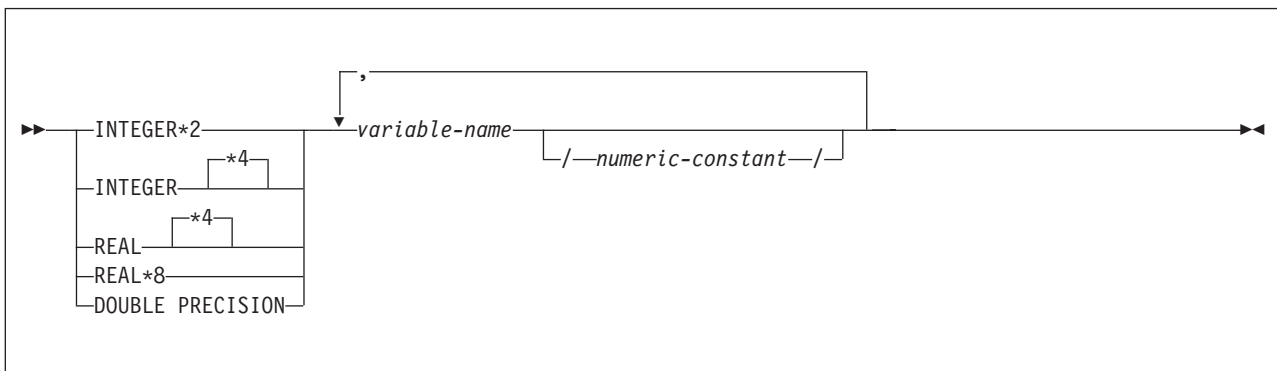 ,
INTEGER*2 variable-name
/ numeric-constant /
*4
INTEGER
*4
REAL
REAL*8
DOUBLE PRECISION